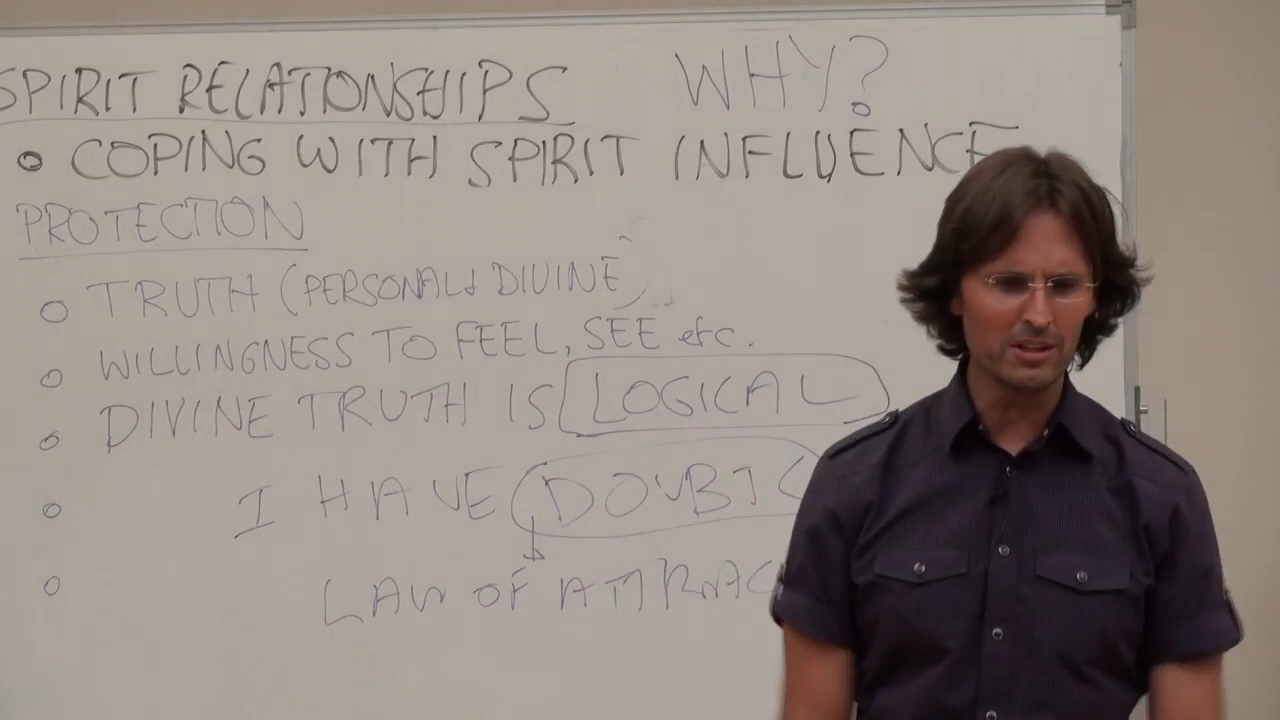 SPIRIT RELATIONSHIPS WHY?
COPING WITH SPIRIT INFLUENCE
PROTECTION
TRUTH (PERSONAL & DIVINE)
WILLINGNESS TO FEEL, SEE etc.
DIVINE TRUTH IS LOGICAL
I HAVE DOUBTS
LAW OF ATTRAC